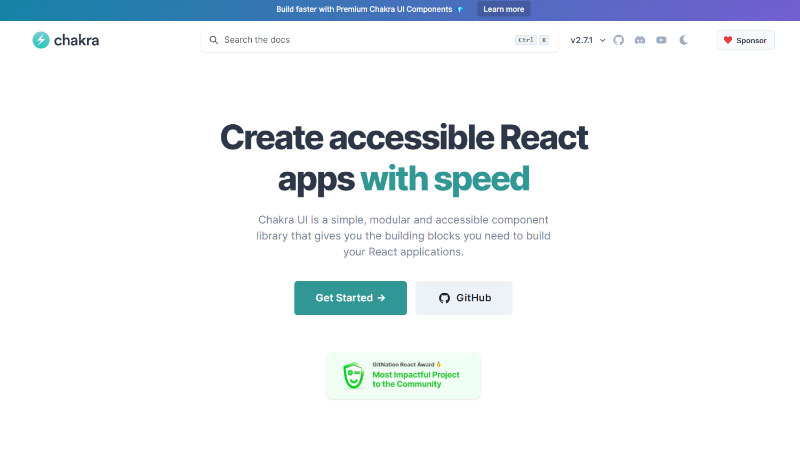 Build faster with Premium Chakra UI Components
Learn more
chakra
Search the docs
Ctrl K
v2.7.1
Sponsor
Create accessible React
apps with speed
Chakra UI is a simple, modular and accessible component
library that gives you the building blocks you need to build
your React applications.
Get Started →
GitHub
GitNation React Award
Most Impactful Project
to the Community